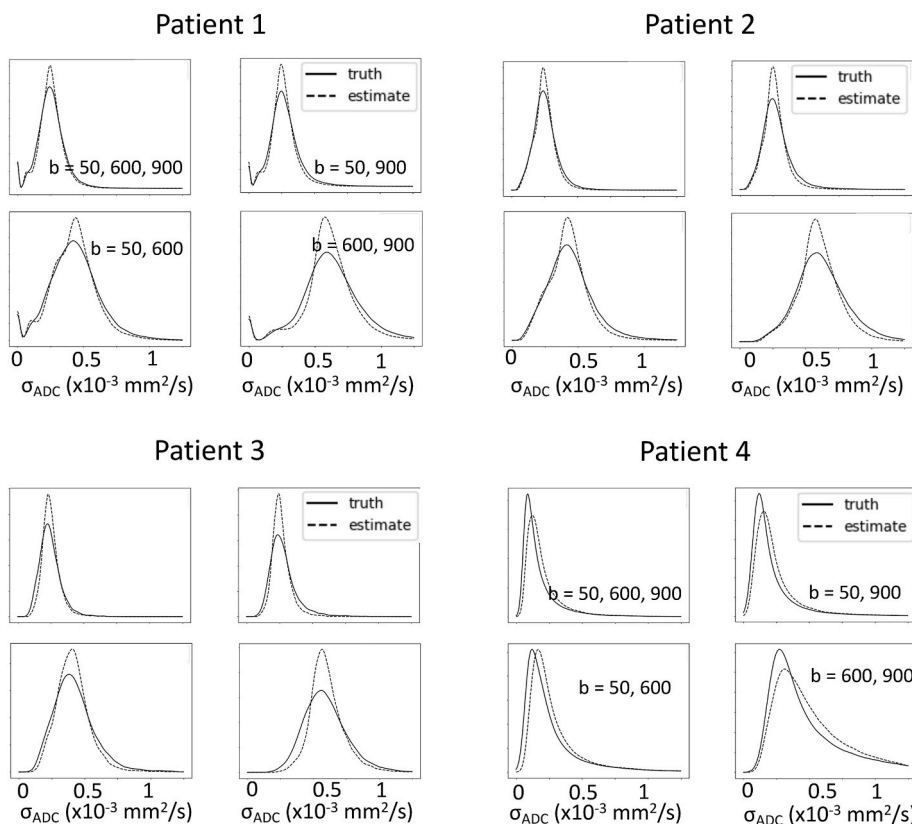 Patient 1
Patient 2
truth
estimate
b = 50, 600, 900
b = 50, 900
truth
estimate
b = 50, 600
b = 600, 900
0 0.5 1
σADC (x10-3 mm2/s)
0 0.5 1
σADC (x10-3 mm2/s)
0 0.5 1
σADC (x10-3 mm2/s)
0 0.5 1
σADC (x10-3 mm2/s)
Patient 3
Patient 4
truth
estimate
truth
estimate
b = 50, 600, 900
b = 50, 900
b = 50, 600
b = 600, 900
0 0.5 1
σADC (x10-3 mm2/s)
0 0.5 1
σADC (x10-3 mm2/s)
0 0.5 1
σADC (x10-3 mm2/s)
0 0.5 1
σADC (x10-3 mm2/s)